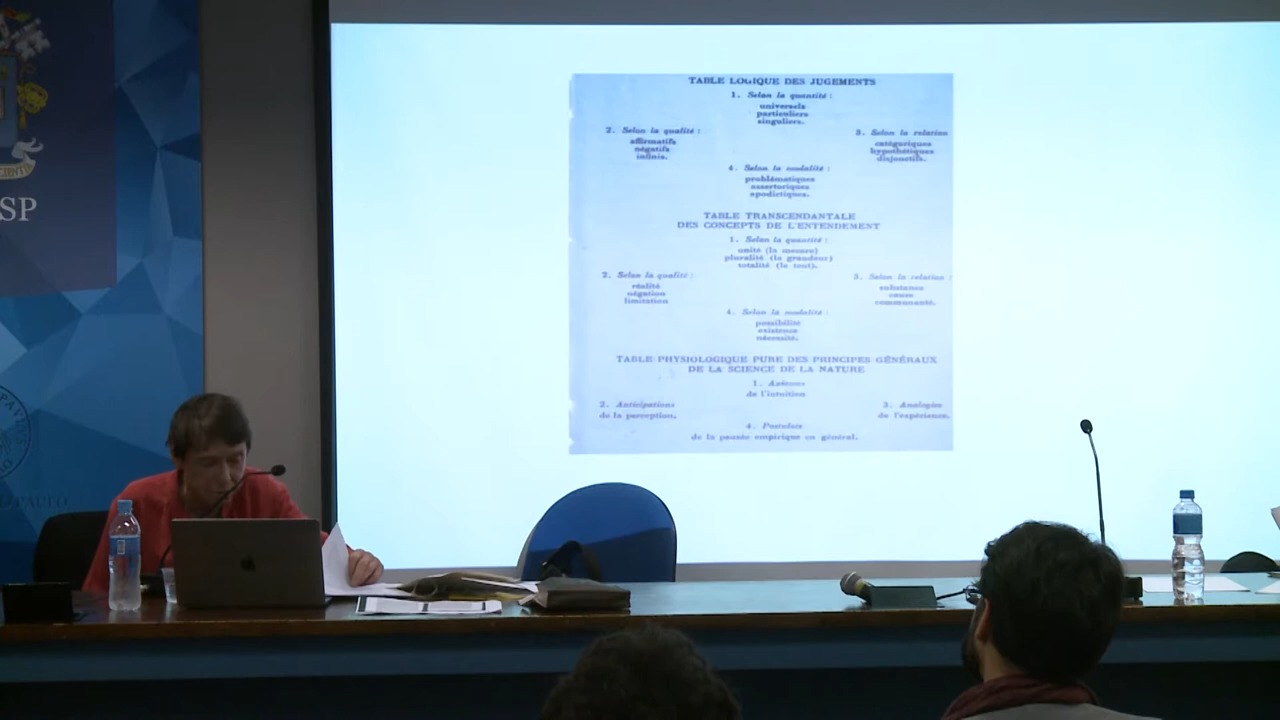 TABLE LOGIQUE DES JUGEMENTS
1. Selon la quantité :
universels
particuliers
singuliers.
2. Selon la qualité :
affirmatifs
négatifs
infinis.
3. Selon la relation
catégoriques
hypothétiques
disjonctifs.
4. Selon la modalité :
problématiques
assertoriques
apodictiques.
TABLE TRANSCENDANTALE
DES CONCEPTS DE L'ENTENDEMENT
1. Selon la quantité :
unité (la mesure)
pluralité (la grandeur)
totalité (le tout).
2. Selon la qualité :
réalité
négation
limitation
3. Selon la relation :
substance
cause
communauté.
4. Selon la modalité :
possibilité
existence
nécessité.
TABLE PHYSIOLOGIQUE PURE DES PRINCIPES GÉNÉRAUX
DE LA SCIENCE DE LA NATURE
1. Axiomes
de l'intuition
2. Anticipations
de la perception.
3. Analogies
de l'expérience.
4. Postulats
de la pensée empirique en général.
SP
PAULO